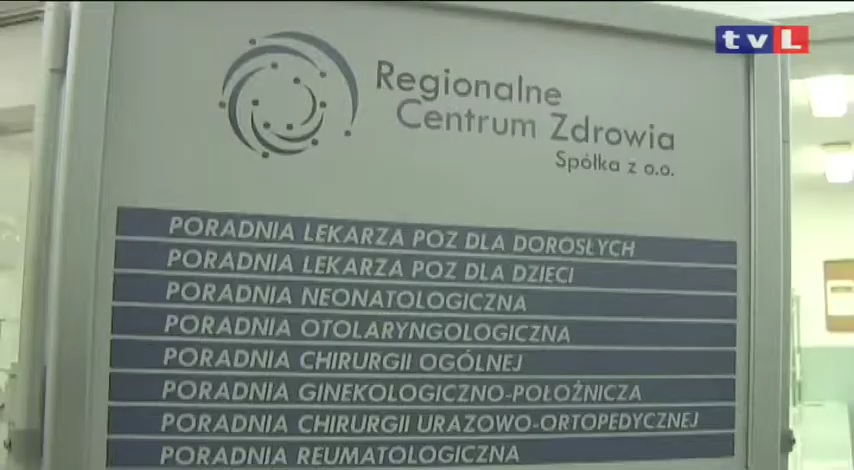 tvL
Regionalne
Centrum Zdrowia
Spółka z o.o.
PORADNIA LEKARZA POZ DLA DOROSŁYCH
PORADNIA LEKARZA POZ DLA DZIECI
PORADNIA NEONATOLOGICZNA
PORADNIA OTOLARYNGOLOGICZNA
PORADNIA CHIRURGII OGÓLNEJ
PORADNIA GINEKOLOGICZNO-POŁOŻNICZA
PORADNIA CHIRURGII URAZOWO-ORTOPEDYCZNEJ
PORADNIA REUMATOLOGICZNA